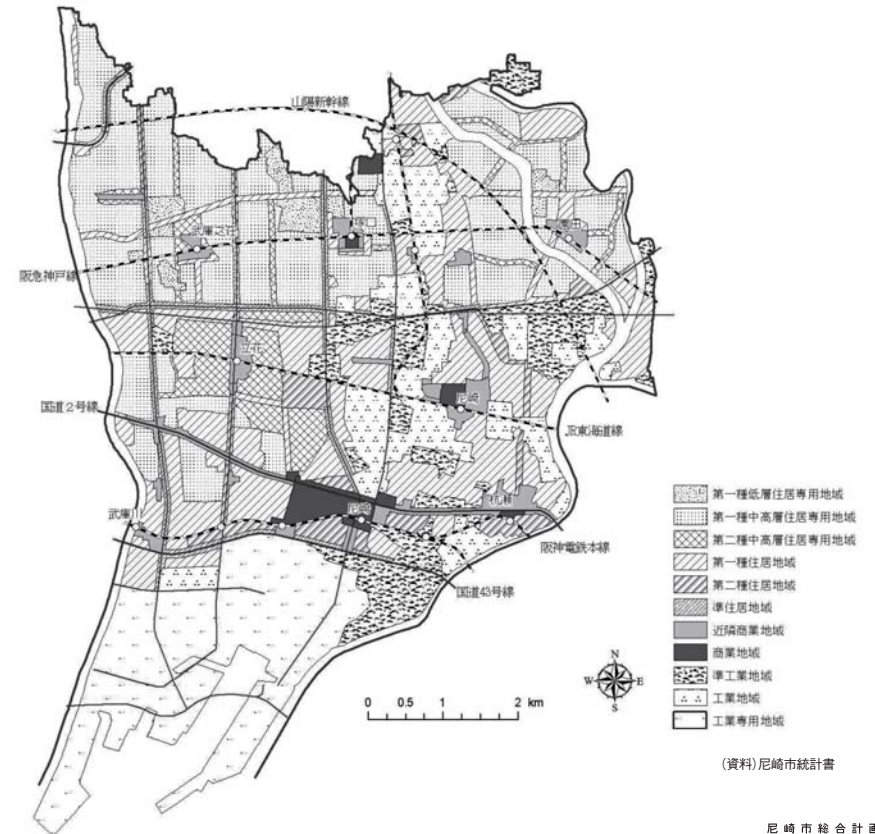 山陽新幹線
武庫之荘
塚口
園田
阪急神戸線
立花
尼崎
国道2号線
JR東海道線
武庫川
尼崎
杭瀬
阪神電鉄本線
国道43号線
第一種低層住居専用地域
第一種中高層住居専用地域
第二種中高層住居専用地域
第一種住居地域
第二種住居地域
準住居地域
近隣商業地域
商業地域
準工業地域
工業地域
工業専用地域
N
W
E
S
0 0.5 1 2 km
(資料)尼崎市統計書
尼崎市総合計画